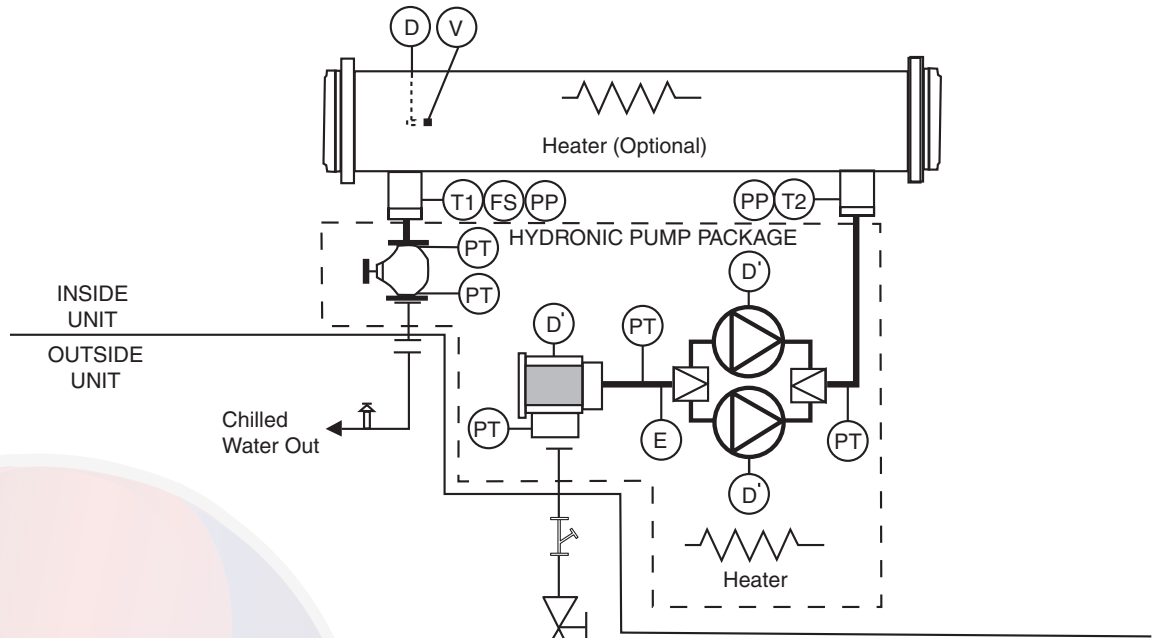 D
V
Heater (Optional)
T1 FS PP
PP T2
HYDRONIC PUMP PACKAGE
PT
D'
PT
INSIDE
UNIT
D'
PT
OUTSIDE
UNIT
Chilled
Water Out
PT
E
PT
D'
Heater